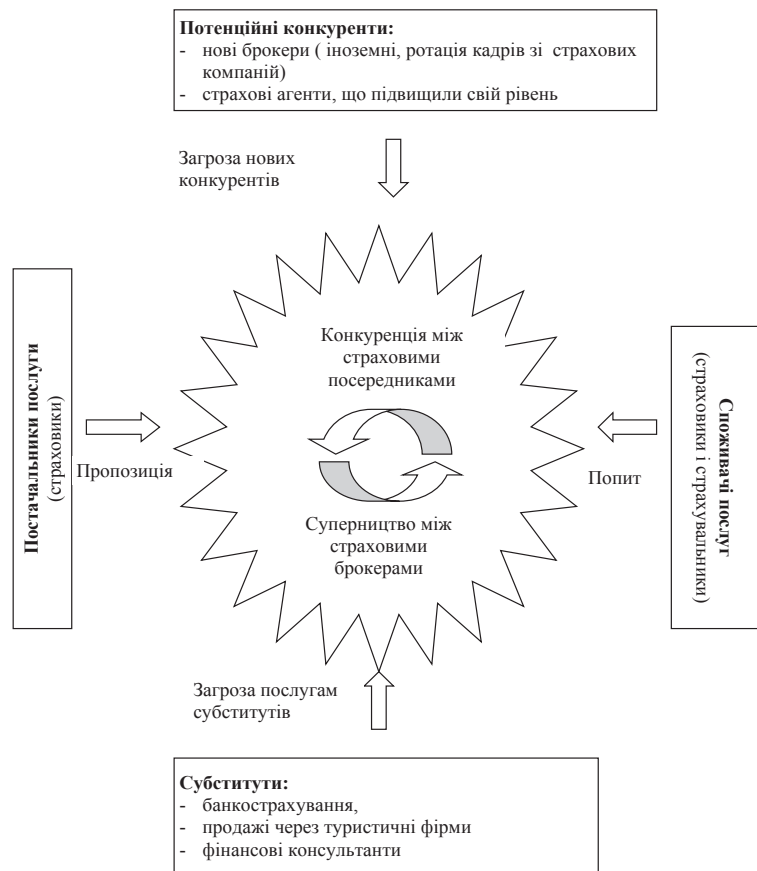 Потенційні конкуренти:
- нові брокери ( іноземні, ротація кадрів зі страхових
компаній)
- страхові агенти, що підвищили свій рівень
Загроза нових
конкурентів
Постачальники послуги
(страховики)
Пропозиція
Конкуренція між
страховими
посередниками
Суперництво між
страховими
брокерами
Попит
Споживачі послуг
(страховики і страхувальники)
Загроза послугам
субститутів
Субститути:
- банкострахування,
- продажі через туристичні фірми
- фінансові консультанти